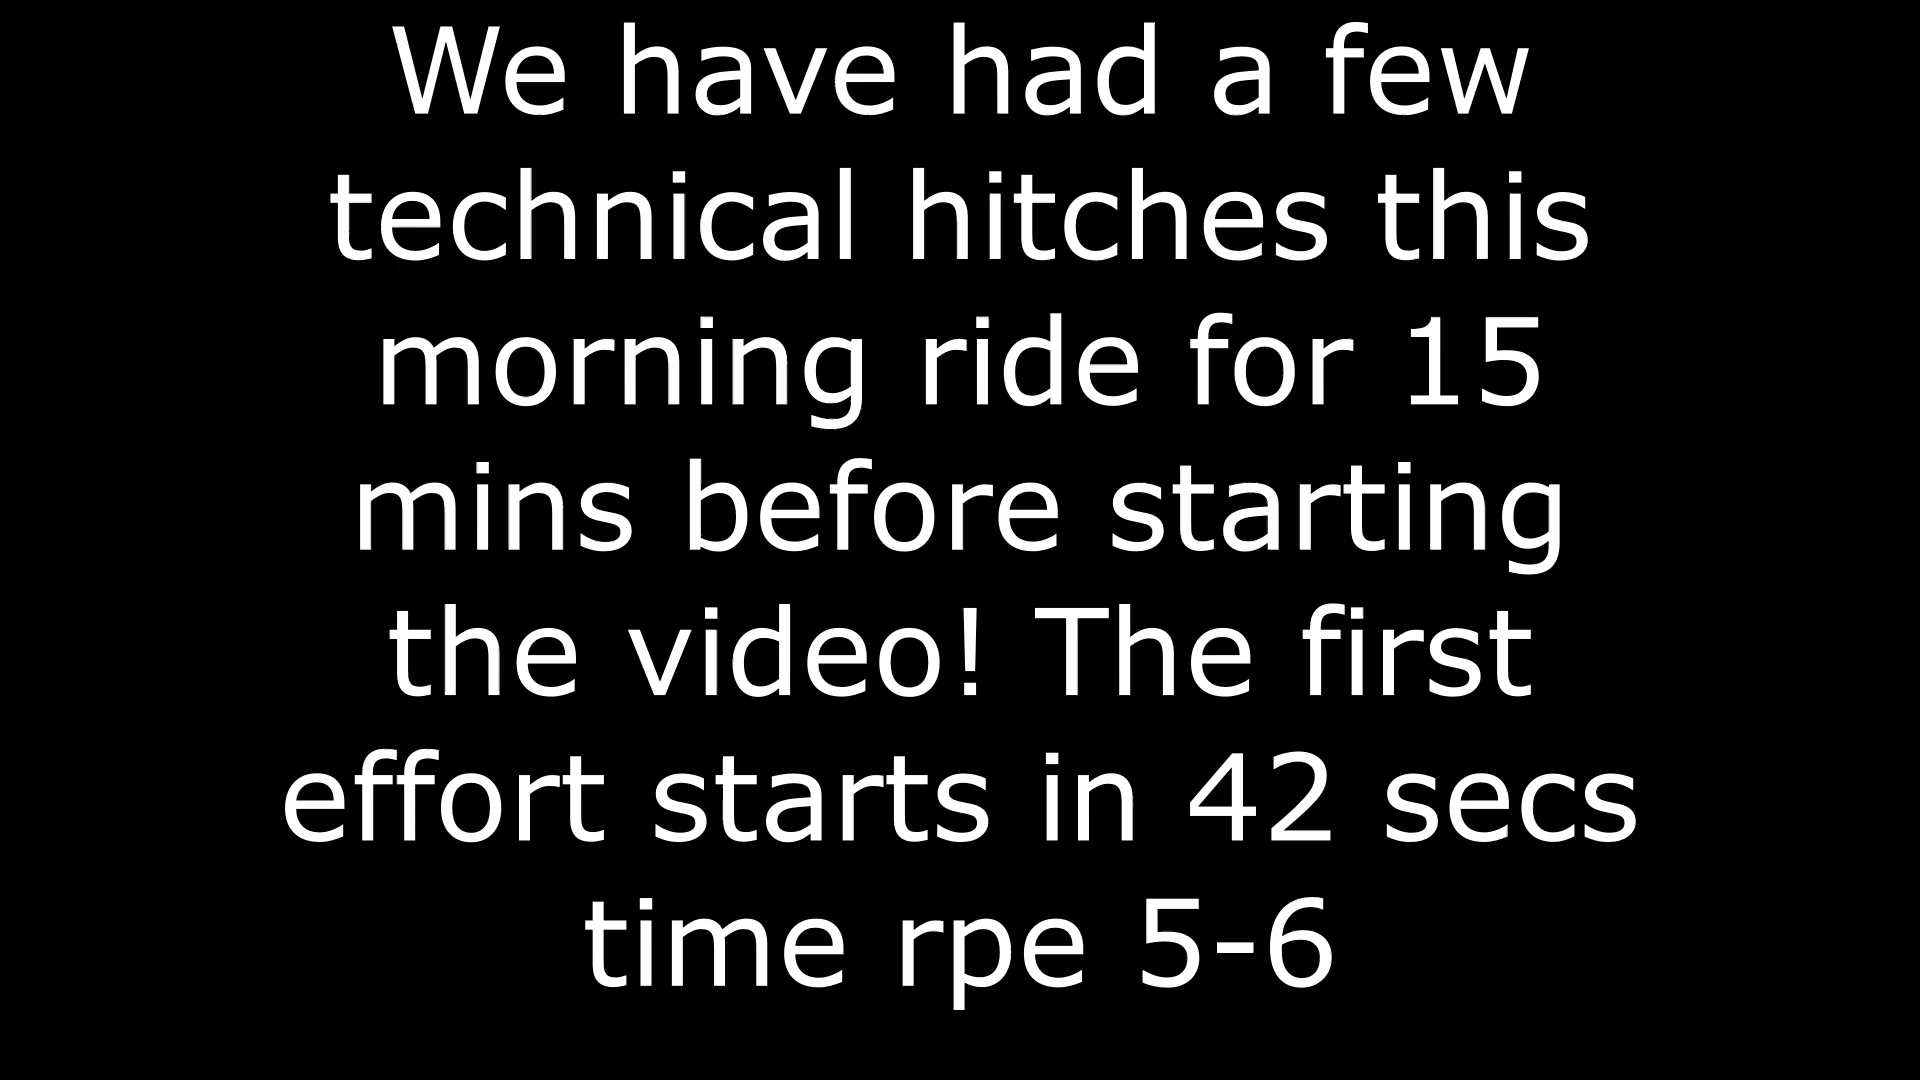 We have had a few
technical hitches this
morning ride for 15
mins before starting
the video! The first
effort starts in 42 secs
time rpe 5-6